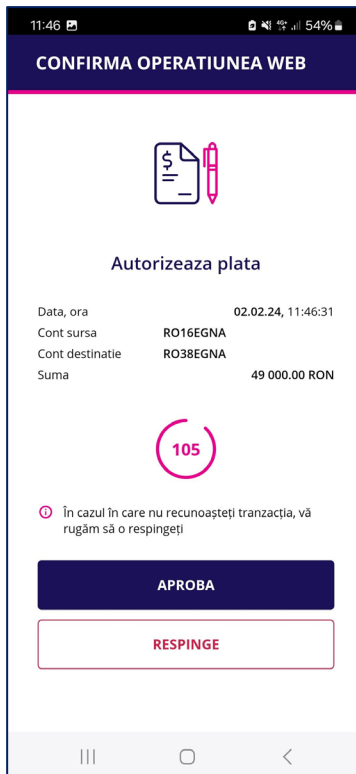 11:46 4G+ 54%
CONFIRMA OPERATIUNEA WEB
$
Autorizeaza plata
Data, ora 02.02.24, 11:46:31
Cont sursa RO16EGNA
Cont destinatie RO38EGNA
Suma 49 000.00 RON
105
În cazul în care nu recunoașteți tranzacția, vă
rugăm să o respingeți
APROBA
RESPINGE